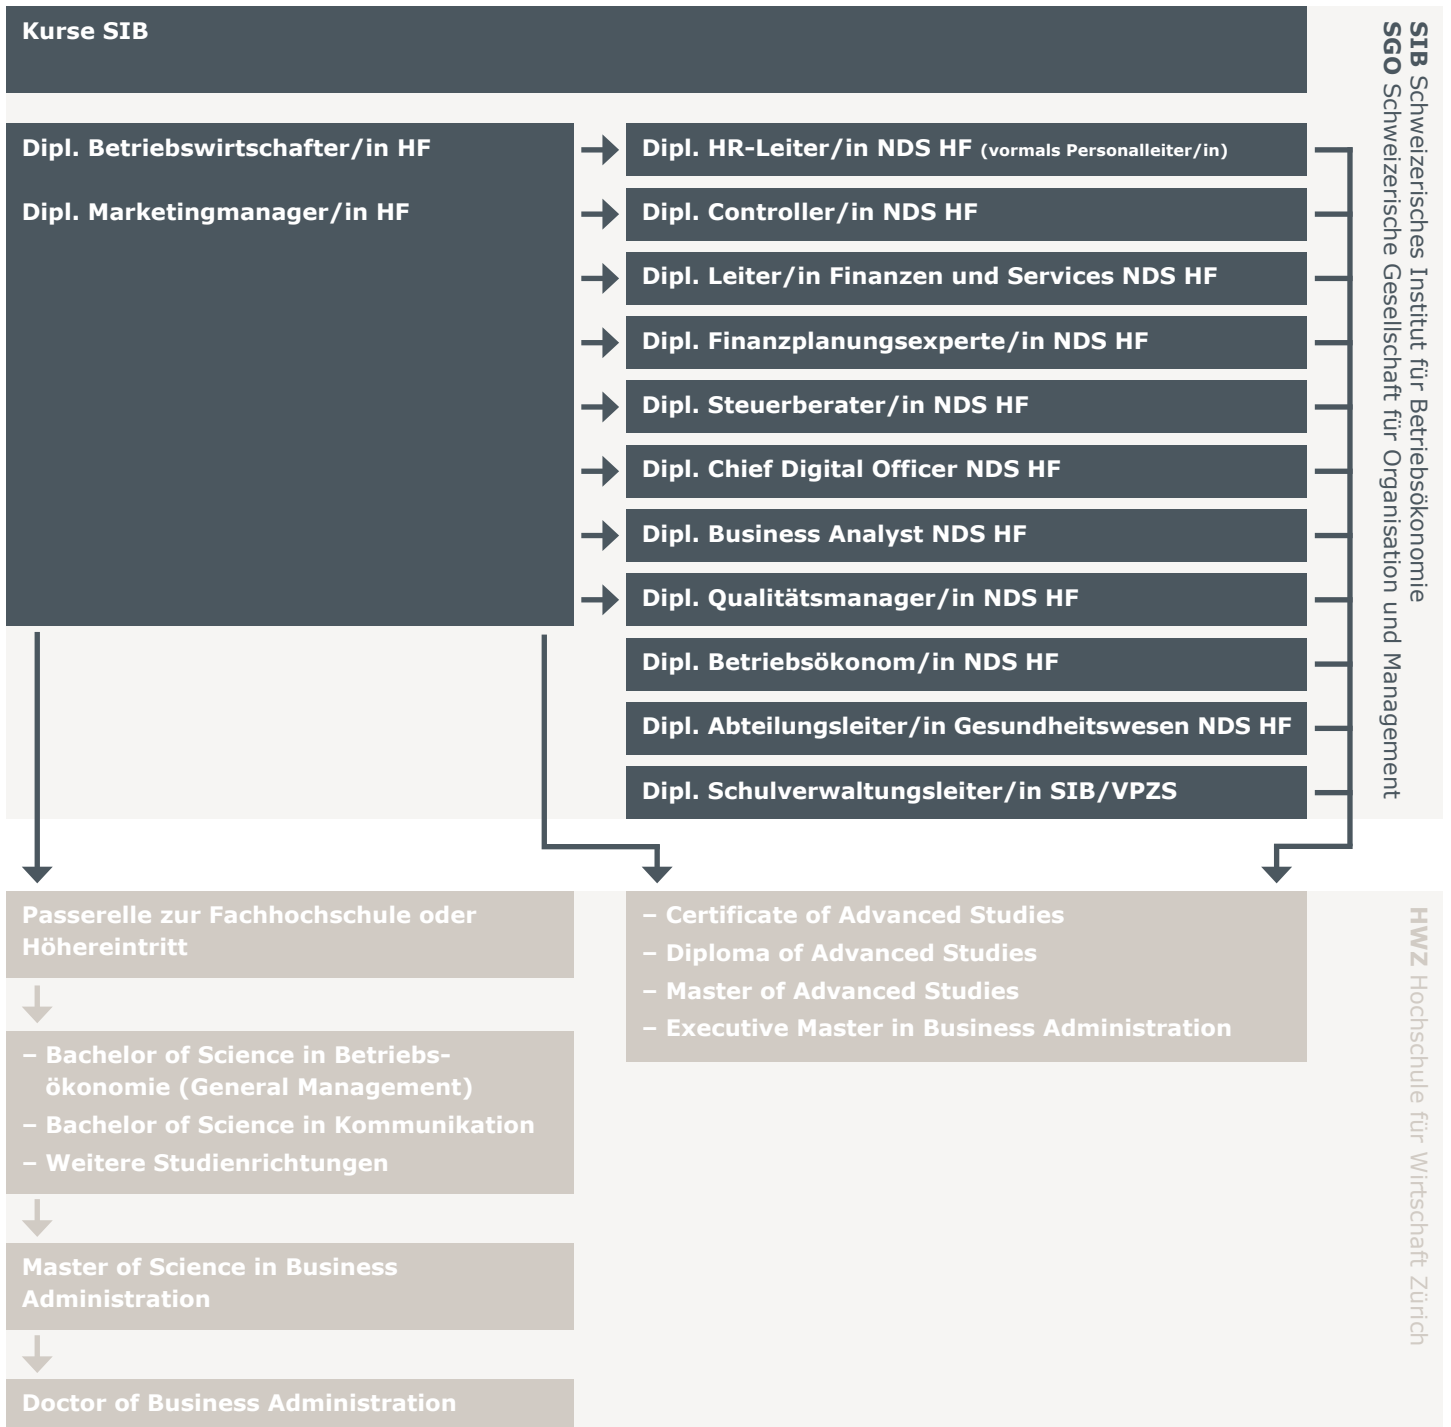 Kurse SIB
Dipl. Betriebswirtschafter/in HF
Dipl. Marketingmanager/in HF
Dipl. HR-Leiter/in NDS HF (vormals Personalleiter/in)
Dipl. Controller/in NDS HF
Dipl. Leiter/in Finanzen und Services NDS HF
Dipl. Finanzplanungsexperte/in NDS HF
Dipl. Steuerberater/in NDS HF
Dipl. Chief Digital Officer NDS HF
Dipl. Business Analyst NDS HF
Dipl. Qualitätsmanager/in NDS HF
Dipl. Betriebsökonom/in NDS HF
Dipl. Abteilungsleiter/in Gesundheitswesen NDS HF
Dipl. Schulverwaltungsleiter/in SIB/VPZS
SIB Schweizerisches Institut für Betriebsökonomie
SGO Schweizerische Gesellschaft für Organisation und Management
Passerelle zur Fachhochschule oder
Höhereintritt
– Bachelor of Science in Betriebs-
ökonomie (General Management)
– Bachelor of Science in Kommunikation
– Weitere Studienrichtungen
Master of Science in Business
Administration
Doctor of Business Administration
– Certificate of Advanced Studies
– Diploma of Advanced Studies
– Master of Advanced Studies
– Executive Master in Business Administration
HWZ Hochschule für Wirtschaft Zürich